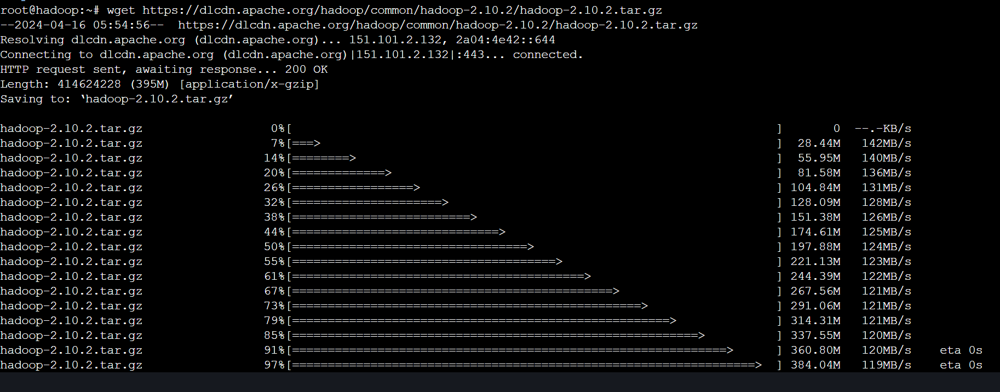 root@hadoop:~# wget https://dlcdn.apache.org/hadoop/common/hadoop-2.10.2/hadoop-2.10.2.tar.gz
--2024-04-16 05:54:56--  https://dlcdn.apache.org/hadoop/common/hadoop-2.10.2/hadoop-2.10.2.tar.gz
Resolving dlcdn.apache.org (dlcdn.apache.org)... 151.101.2.132, 2a04:4e42::644
Connecting to dlcdn.apache.org (dlcdn.apache.org)|151.101.2.132|:443... connected.
HTTP request sent, awaiting response... 200 OK
Length: 414624228 (395M) [application/x-gzip]
Saving to: ‘hadoop-2.10.2.tar.gz’
hadoop-2.10.2.tar.gz 0%[ ] 0 --.-KB/s
hadoop-2.10.2.tar.gz 7%[===> ] 28.44M 142MB/s
hadoop-2.10.2.tar.gz 14%[========> ] 55.95M 140MB/s
hadoop-2.10.2.tar.gz 20%[=============> ] 81.58M 136MB/s
hadoop-2.10.2.tar.gz 26%[=================> ] 104.84M 131MB/s
hadoop-2.10.2.tar.gz 32%[=====================> ] 128.09M 128MB/s
hadoop-2.10.2.tar.gz 38%[=========================> ] 151.38M 126MB/s
hadoop-2.10.2.tar.gz 44%[=============================> ] 174.61M 125MB/s
hadoop-2.10.2.tar.gz 50%[=================================> ] 197.88M 124MB/s
hadoop-2.10.2.tar.gz 55%[=====================================> ] 221.13M 123MB/s
hadoop-2.10.2.tar.gz 61%[=========================================> ] 244.39M 122MB/s
hadoop-2.10.2.tar.gz 67%[=============================================> ] 267.56M 121MB/s
hadoop-2.10.2.tar.gz 73%[=================================================> ] 291.06M 121MB/s
hadoop-2.10.2.tar.gz 79%[=====================================================> ] 314.31M 121MB/s
hadoop-2.10.2.tar.gz 85%[=========================================================> ] 337.55M 120MB/s
hadoop-2.10.2.tar.gz 91%[=============================================================> ] 360.80M 120MB/s eta 0s
hadoop-2.10.2.tar.gz 97%[=================================================================> ] 384.04M 119MB/s eta 0s